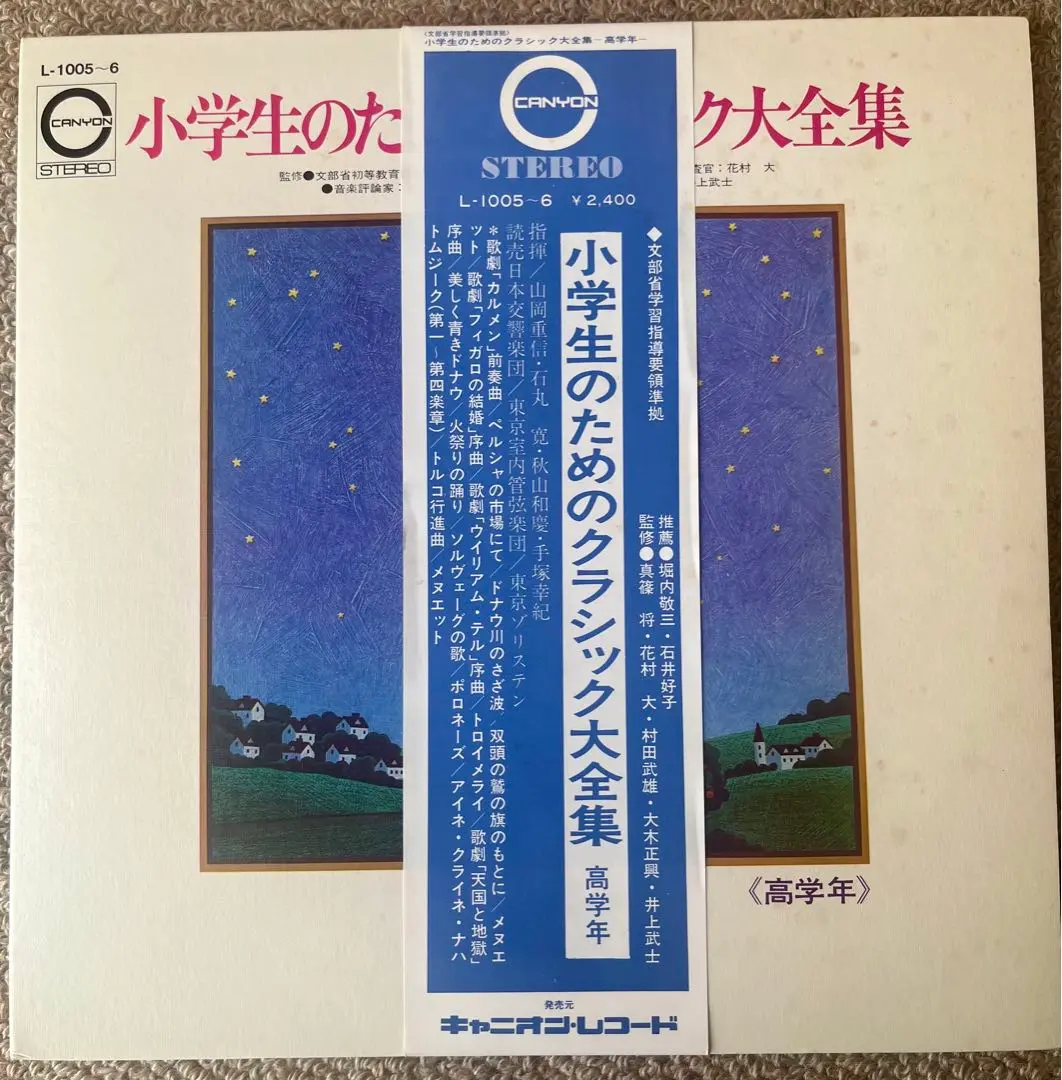 L-1005~6
CANYON
STEREO
小学生のた
ク大全集
監修●文部省初等教育
●音楽評論家:
査官:花村 大
井上武士
《高学年》
<文部省学習指導要領準拠>
小学生のためのクラシック大全集-高学年-
CANYON
STEREO
L-1005~6 ¥2,400
◆文部省学習指導要領準拠
推薦●堀内敬三・石井好子
監修●真篠 将・花村 大・村田武雄・大木正興・井上武士
小学生のためのクラシック大全集 高学年
指揮/山岡重信・石丸 寛・秋山和慶・手塚幸紀
読売日本交響楽団/東京室内管弦楽団/東京ゾリステン
*歌劇「カルメン」前奏曲/ペルシャの市場にて/ドナウ川のさざ波/双頭の鷲の旗のもとに/メヌエ
ット/歌劇「フィガロの結婚」序曲/歌劇「ウイリアム・テル」序曲/トロイメライ/歌劇「天国と地獄」
序曲/美しく青きドナウ/火祭りの踊り/ソルヴェーグの歌/ポロネーズ/アイネ・クライネ・ナハ
トムジーク(第一~第四楽章)/トルコ行進曲/メヌエット
発売元
キャニオン・レコード